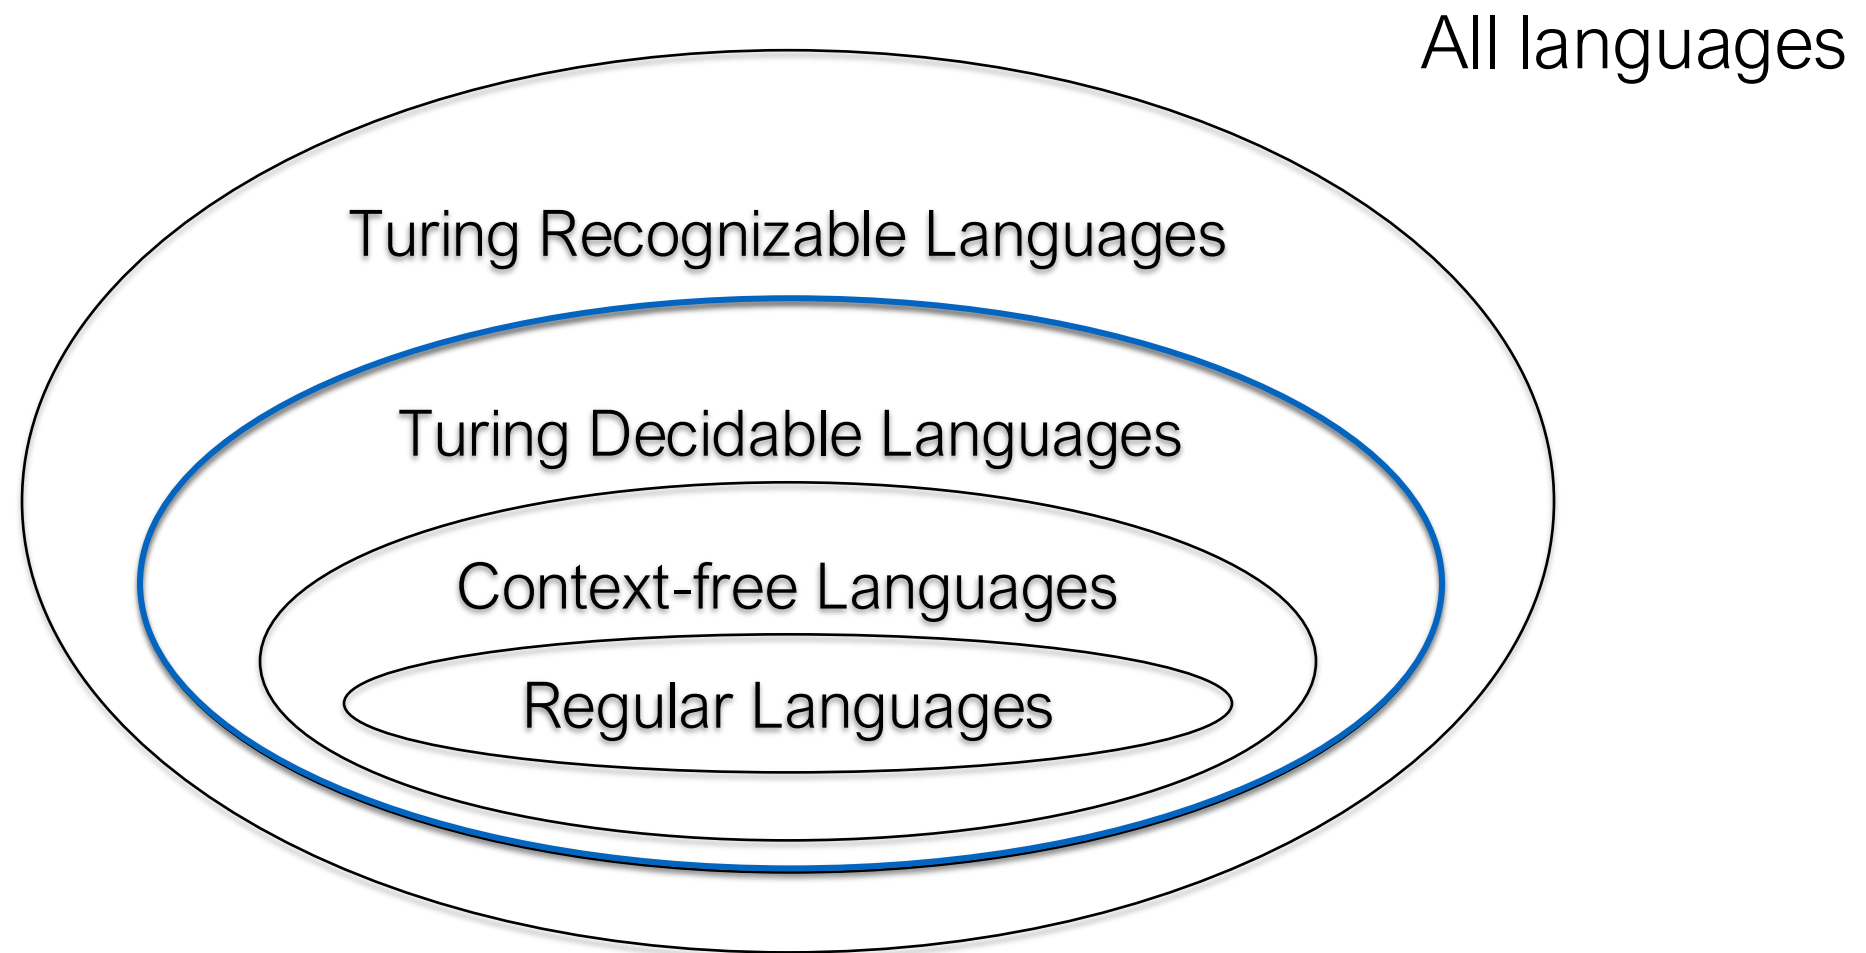 All languages
Turing Recognizable Languages
Turing Decidable Languages
Context-free Languages
Regular Languages